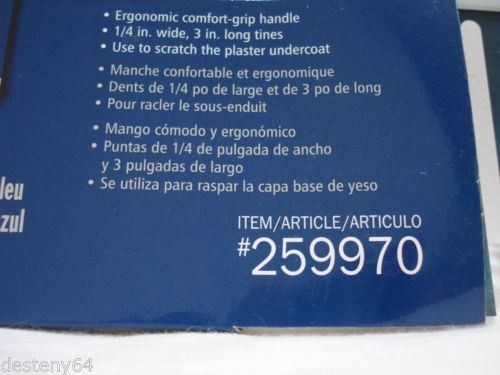 • Ergonomic comfort-grip handle
• 1/4 in. wide, 3 in. long tines
• Use to scratch the plaster undercoat
• Manche confortable et ergonomique
• Dents de 1/4 po de large et de 3 po de long
• Pour racler le sous-enduit
• Mango cómodo y ergonómico
• Puntas de 1/4 de pulgada de ancho
y 3 pulgadas de largo
• Se utiliza para raspar la capa base de yeso
leu
zul
ITEM/ARTICLE/ARTICULO
#259970
desteny64